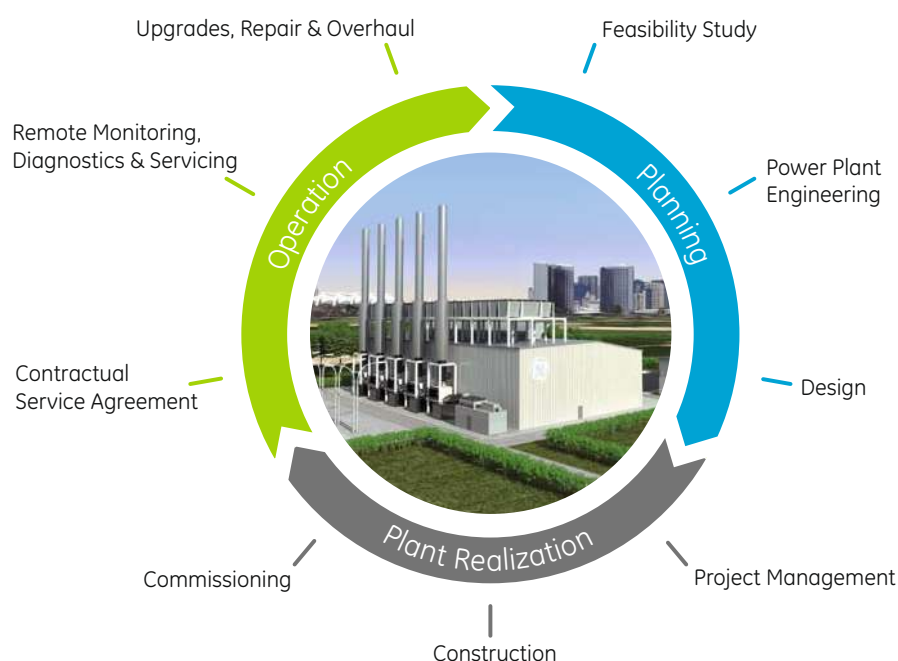 Upgrades, Repair & Overhaul
Feasibility Study
Remote Monitoring,
Diagnostics & Servicing
Power Plant
Engineering
Operation
Planning
Contractual
Service Agreement
Design
Plant Realization
Commissioning
Project Management
Construction